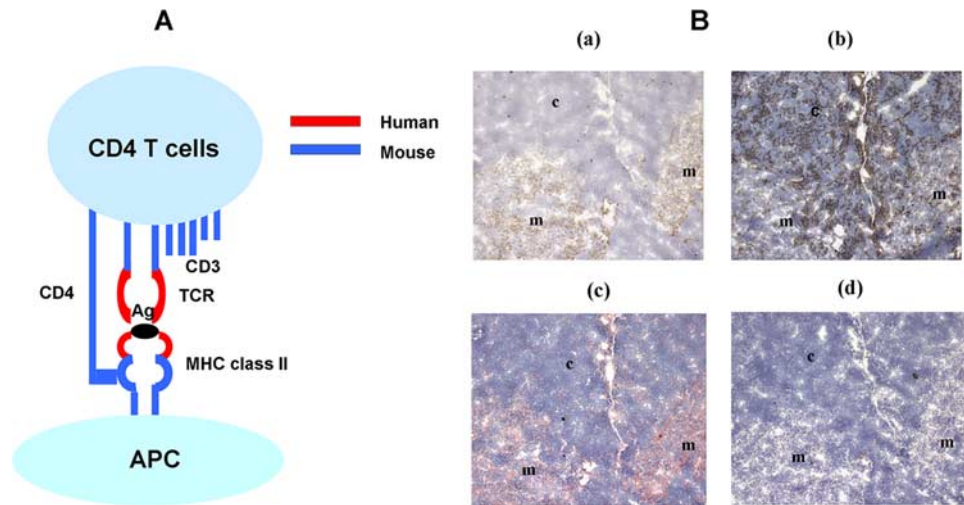 A
CD4 T cells
Human
Mouse
CD3
CD4
TCR
Ag
MHC class II
APC
B
(a)
c
m
m
(b)
c
m
m
(c)
c
m
m
(d)
c
m
m